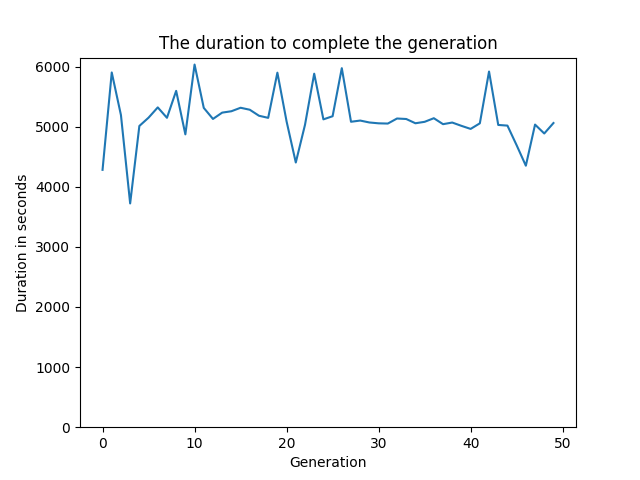 The duration to complete the generation
6000
5000
4000
3000
2000
1000
0
Duration in seconds
0 10 20 30 40 50
Generation